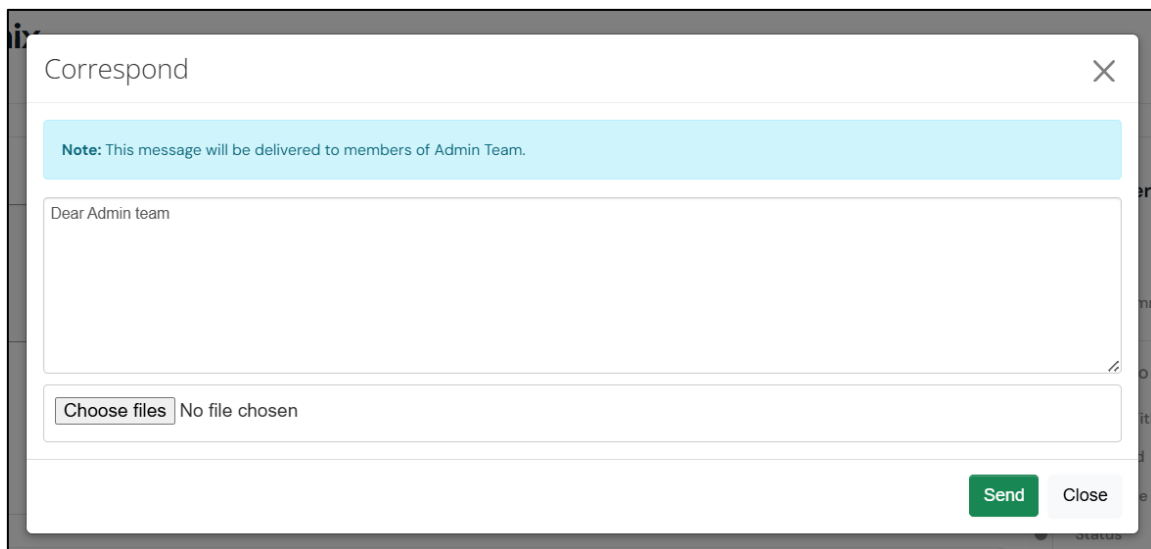 Correspond
Note: This message will be delivered to members of Admin Team.
Dear Admin team
Choose files No file chosen
Send Close
Status